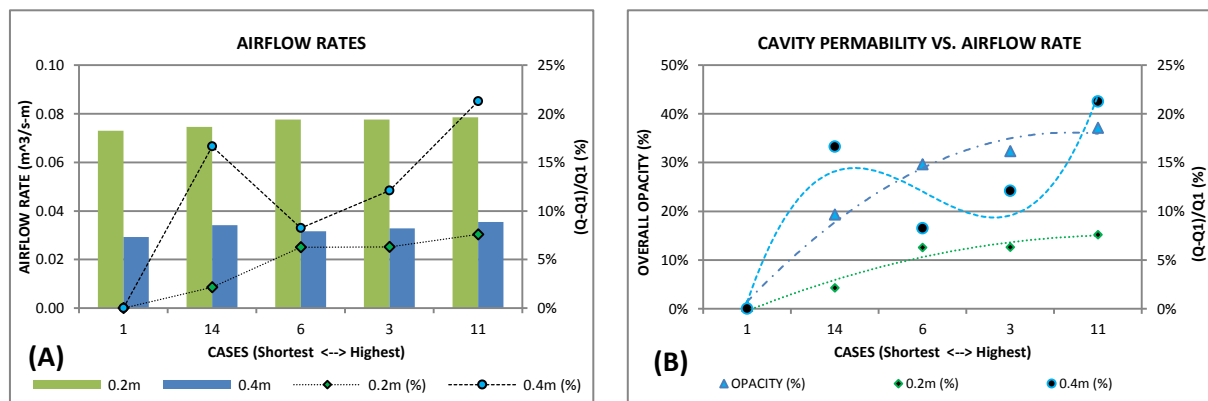 AIRFLOW RATES
AIRFLOW RATE (m^3/s-m)
0.10
0.08
0.06
0.04
0.02
0.00
25%
20%
15%
10%
5%
0%
(Q-Q1)/Q1 (%)
1 14 6 3 11
CASES (Shortest <--> Highest)
(A)
0.2m 0.4m 0.2m (%) 0.4m (%)
CAVITY PERMABILITY VS. AIRFLOW RATE
OVERALL OPACITY (%)
50%
40%
30%
20%
10%
0%
25%
20%
15%
10%
5%
0%
(Q-Q1)/Q1 (%)
1 14 6 3 11
CASES (Shortest <--> Highest)
(B)
OPACITY (%) 0.2m (%) 0.4m (%)